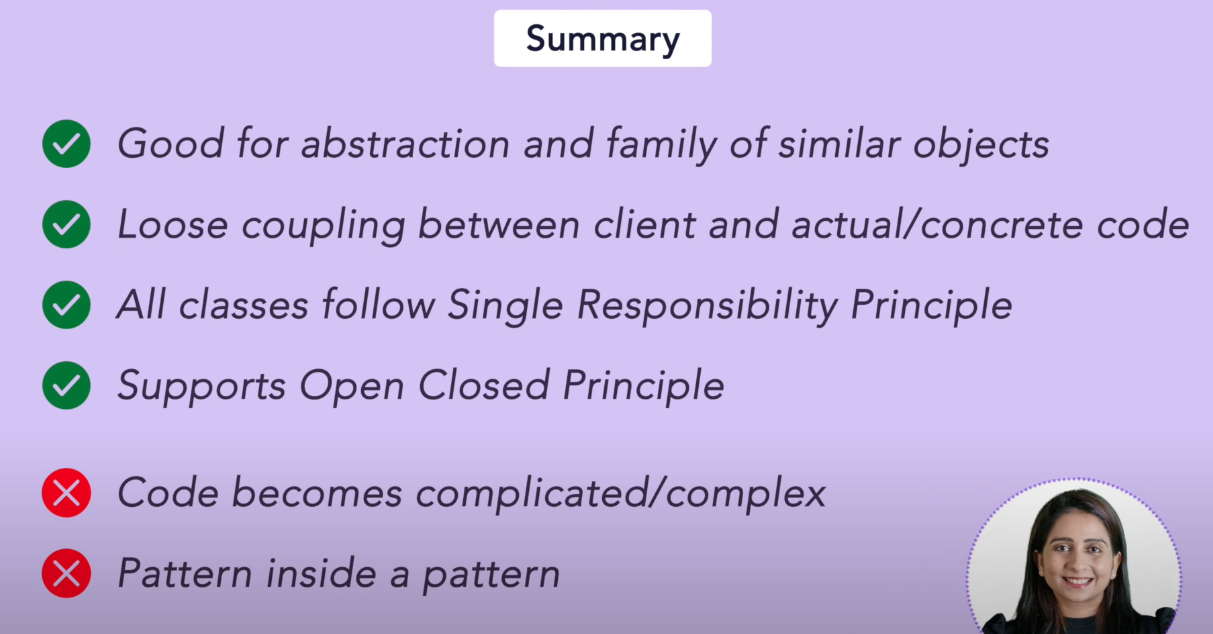 Summary
Good for abstraction and family of similar objects
Loose coupling between client and actual/concrete code
All classes follow Single Responsibility Principle
Supports Open Closed Principle
Code becomes complicated/complex
Pattern inside a pattern